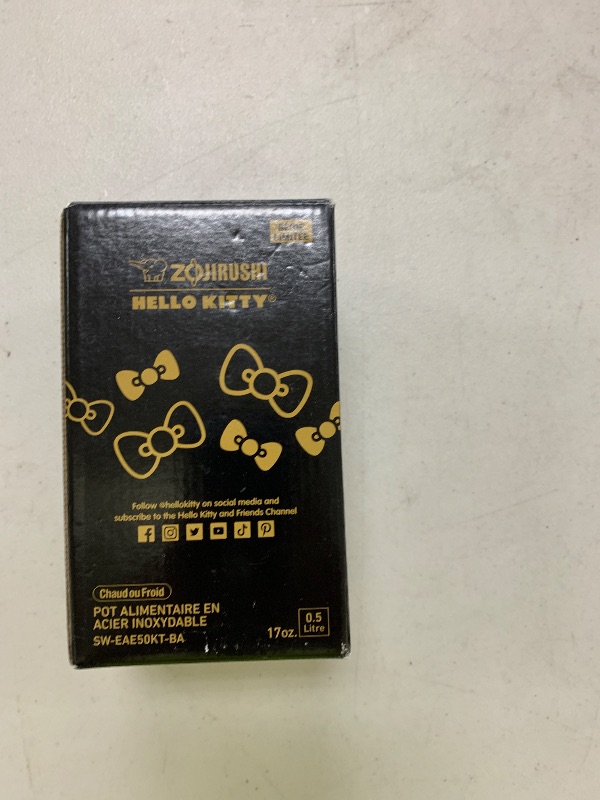 ZOJIRUSHI
HELLO KITTY®
Follow @hellokitty on social media and
subscribe to the Hello Kitty and Friends Channel
Chaud ou Froid
POT ALIMENTAIRE EN
ACIER INOXYDABLE
SW-EAE50KT-BA
17oz.
0.5
Litre